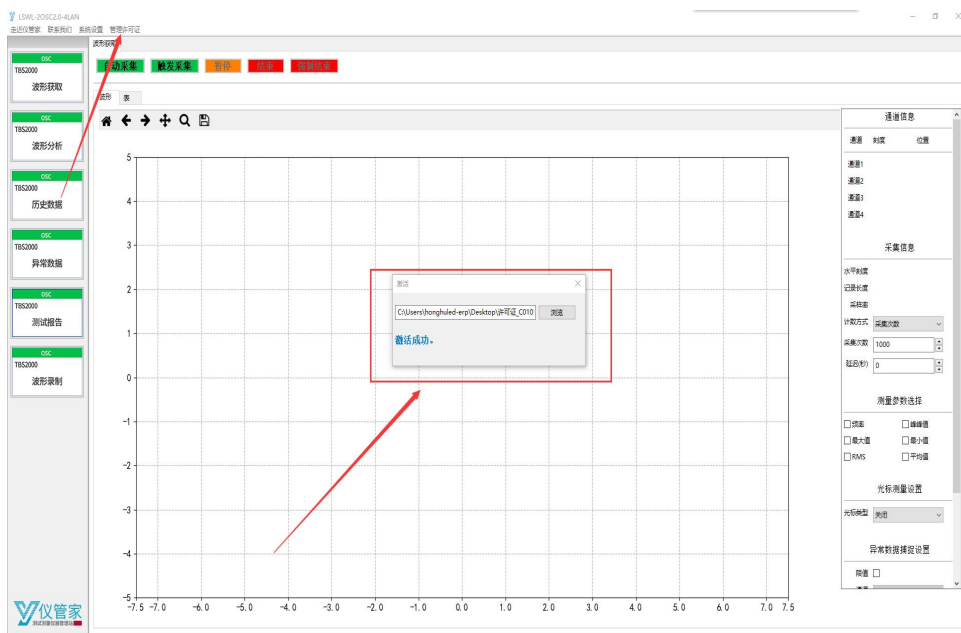 LSWL-2OSC2.0-4LAN
走近仪管家 联系我们 系统设置 管理许可证
波形获取
OSC
TBS2000
波形获取
OSC
TBS2000
波形分析
OSC
TBS2000
历史数据
OSC
TBS2000
异常数据
OSC
TBS2000
测试报告
OSC
TBS2000
波形录制
自动采集 触发采集 暂停 结束 强制结束
波形 表
5
4
3
2
1
0
-1
-2
-3
-4
-5
-7.5 -7.0 -6.0 -5.0 -4.0 -3.0 -2.0 -1.0 0.0 1.0 2.0 3.0 4.0 5.0 6.0 7.0 7.5
激活
C:\Users\honghuled-erp\Desktop\许可证_C010 浏览
激活成功。
通道信息
通道 刻度 位置
通道1
通道2
通道3
通道4
采集信息
水平刻度
记录长度
采样率
计数方式 采集次数
采集次数 1000
延迟(秒) 0
测量参数选择
频率 峰峰值
最大值 最小值
RMS 平均值
光标测量设置
光标类型 关闭
异常数据捕捉设置
限值
仪管家